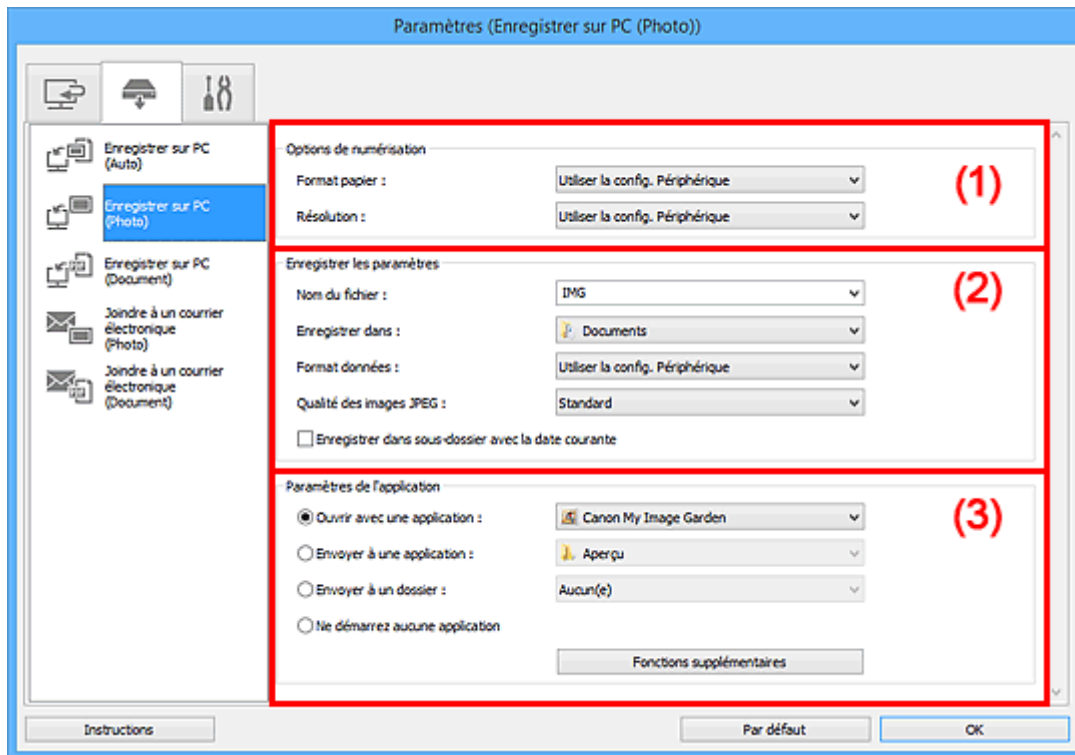 Paramètres (Enregistrer sur PC (Photo))
Enregistrer sur PC
(Auto)
Enregistrer sur PC
(Photo)
Enregistrer sur PC
(Document)
Joindre à un courrier
électronique
(Photo)
Joindre à un courrier
électronique
(Document)
Options de numérisation
(1)
Format papier : Utiliser la config. Périphérique
Résolution : Utiliser la config. Périphérique
Enregistrer les paramètres
(2)
Nom du fichier : IMG
Enregistrer dans : Documents
Format données : Utiliser la config. Périphérique
Qualité des images JPEG : Standard
Enregistrer dans sous-dossier avec la date courante
Paramètres de l'application
(3)
Ouvrir avec une application : Canon My Image Garden
Envoyer à une application : Aperçu
Envoyer à un dossier : Aucun(e)
Ne démarrez aucune application
Fonctions supplémentaires
Instructions Par défaut OK